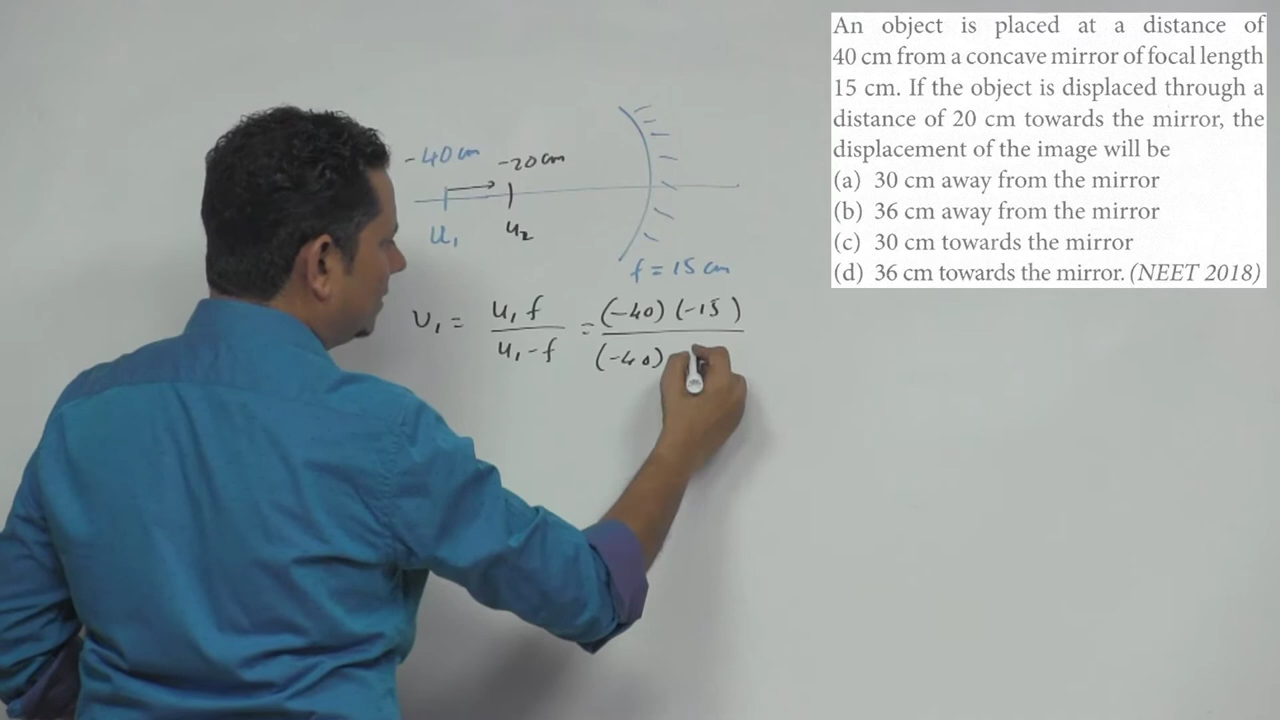 An object is placed at a distance of
40 cm from a concave mirror of focal length
15 cm. If the object is displaced through a
distance of 20 cm towards the mirror, the
displacement of the image will be
(a) 30 cm away from the mirror
(b) 36 cm away from the mirror
(c) 30 cm towards the mirror
(d) 36 cm towards the mirror. (NEET 2018)
-40 cm
-20 cm
u₁
u₂
f = 15 cm
υ₁ = u₁ f / u₁ - f = (-40) (-15) / (-40)